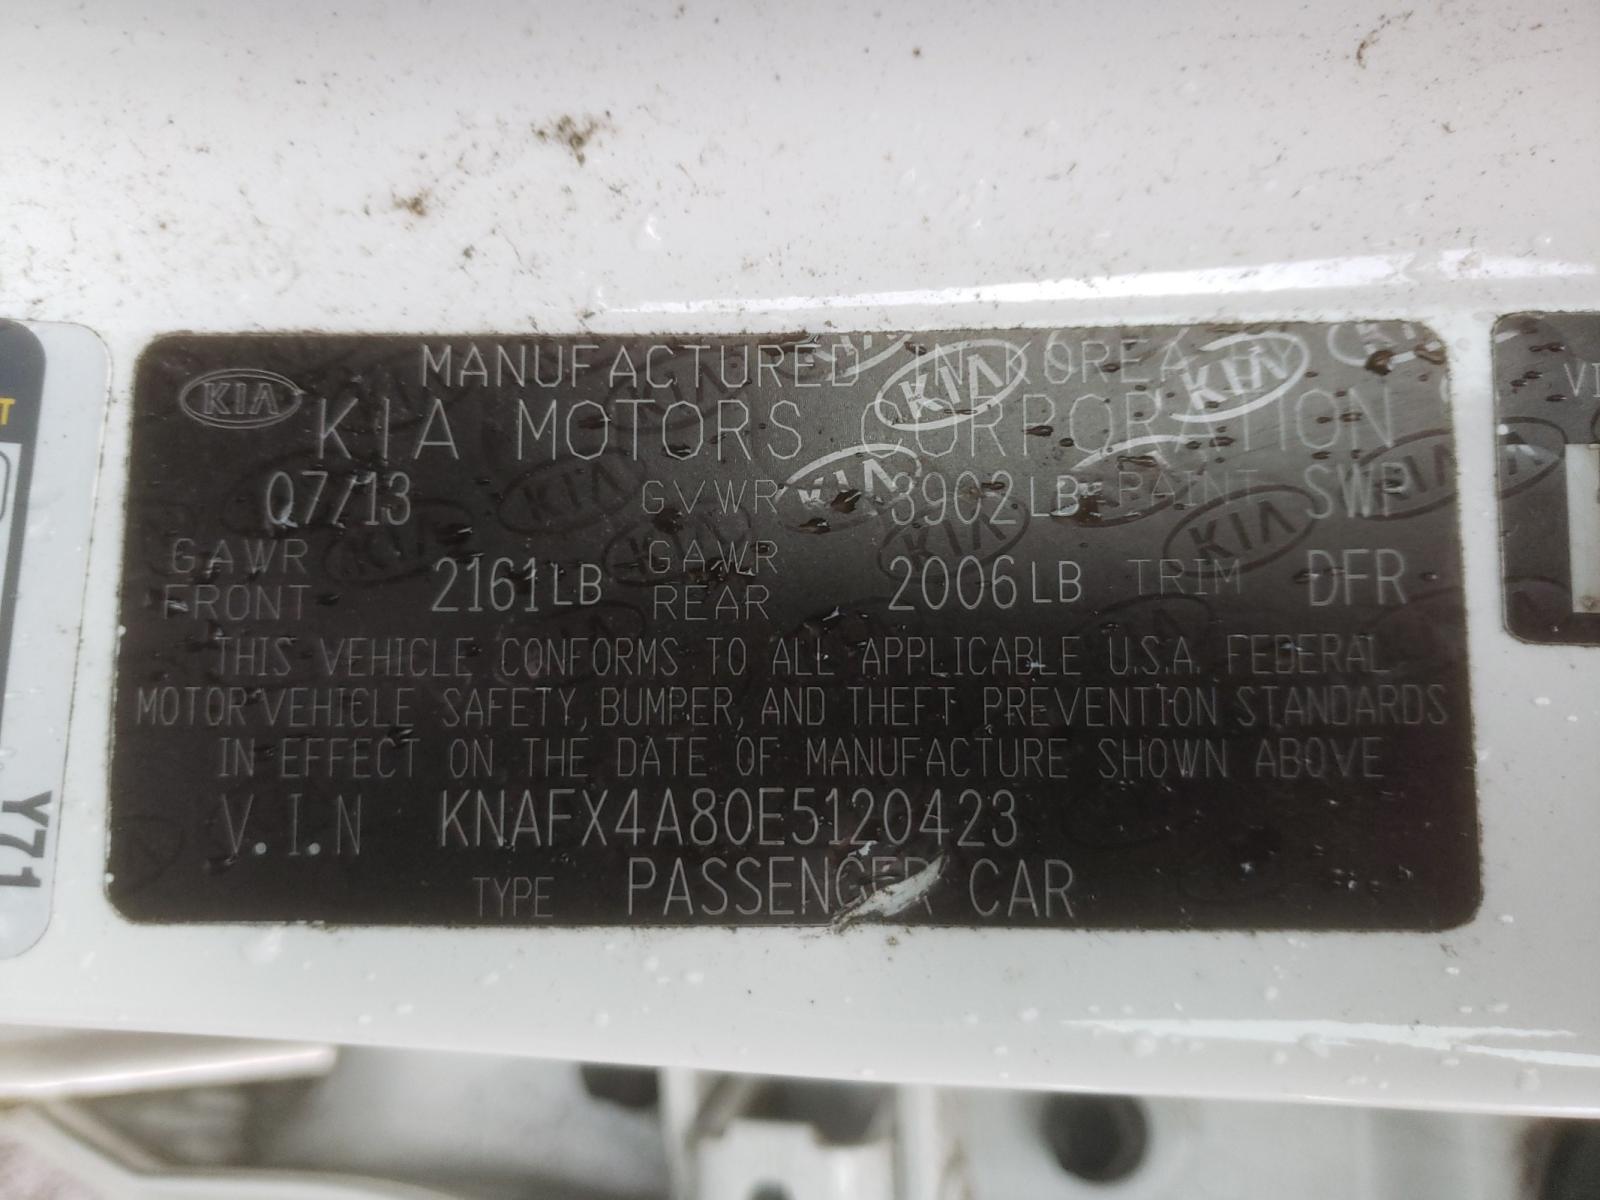 KIA
MANUFACTURED IN KOREA BY
KIA MOTORS CORPORATION
07/13 GVWR 3902LB PAINT SWP
GAWR FRONT 2161LB GAWR REAR 2006LB TRIM DFR
THIS VEHICLE CONFORMS TO ALL APPLICABLE U.S.A. FEDERAL
MOTOR VEHICLE SAFETY, BUMPER, AND THEFT PREVENTION STANDARDS
IN EFFECT ON THE DATE OF MANUFACTURE SHOWN ABOVE
V.I.N KNAFX4A80E5120423
TYPE PASSENGER CAR
Y71
VI
T